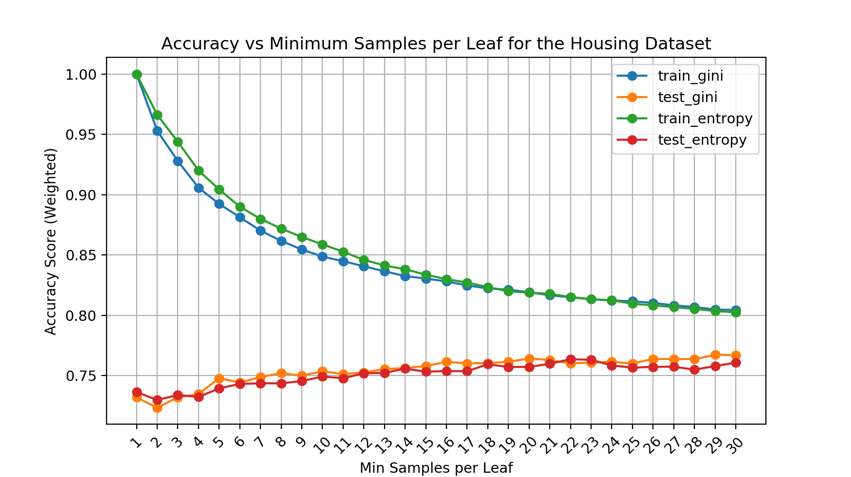 Accuracy vs Minimum Samples per Leaf for the Housing Dataset
1.00
0.95
0.90
0.85
0.80
0.75
Accuracy Score (Weighted)
train_gini
test_gini
train_entropy
test_entropy
1 2 3 4 5 6 7 8 9 10 11 12 13 14 15 16 17 18 19 20 21 22 23 24 25 26 27 28 29 30
Min Samples per Leaf